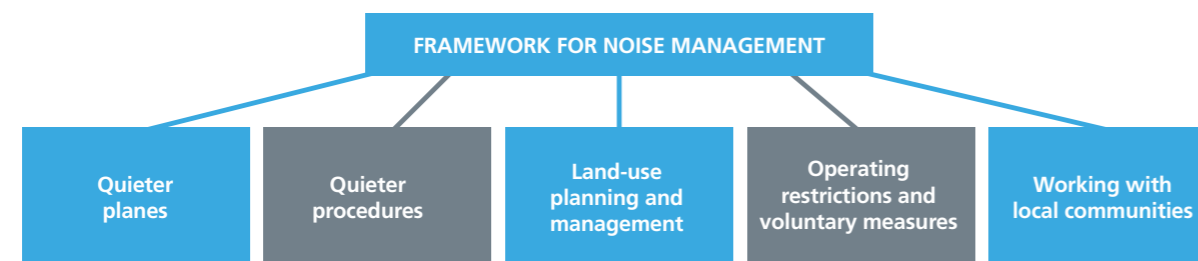 FRAMEWORK FOR NOISE MANAGEMENT
Quieter
planes
Quieter
procedures
Land-use
planning and
management
Operating
restrictions and
voluntary measures
Working with
local communities